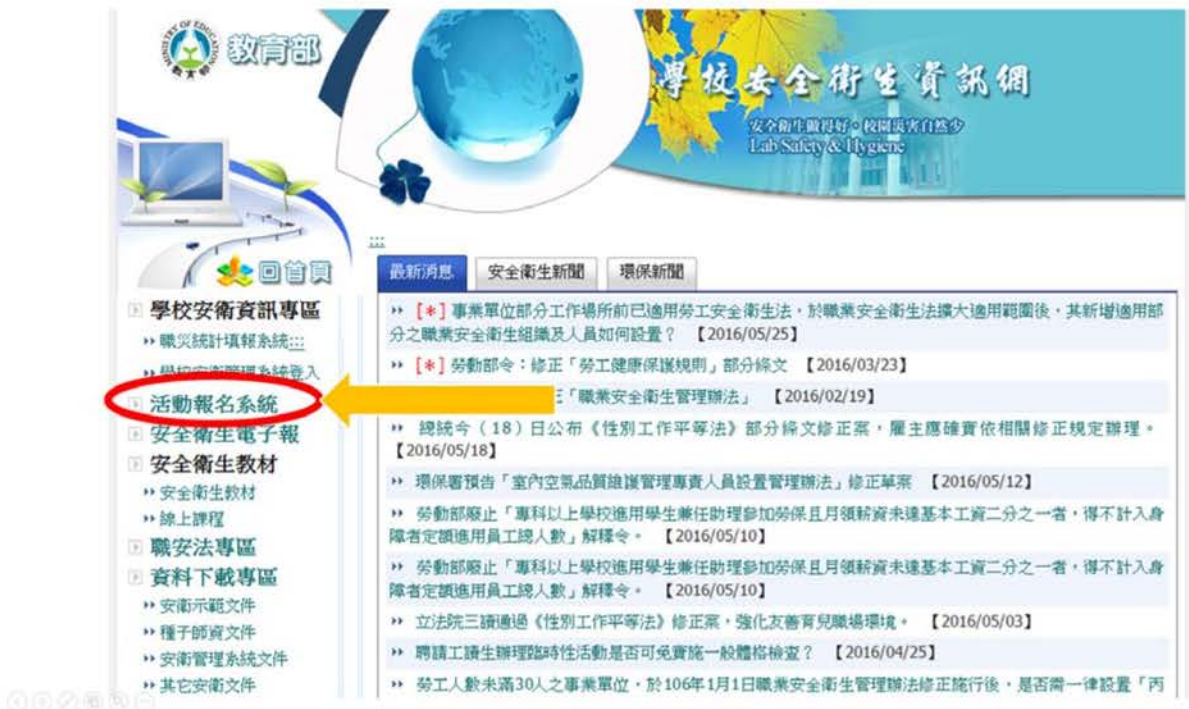 MINISTRY OF EDUCATION
教育部
教育部
學校安全衛生資訊網
安全衛生做得好，校園災害自然少
Lab Safety & Hygiene
回首頁
:::
最新消息
安全衛生新聞
環保新聞
學校安衛資訊專區
職災統計填報系統:::
學校安衛管理系統登入
活動報名系統
安全衛生電子報
安全衛生教材
安全衛生教材
線上課程
職安法專區
資料下載專區
安衛示範文件
種子師資文件
安衛管理系統文件
其它安衛文件
[*] 事業單位部分工作場所前已適用勞工安全衛生法，於職業安全衛生法擴大適用範圍後，其新增適用部
分之職業安全衛生組織及人員如何設置？ 【2016/05/25】
[*] 勞動部令：修正「勞工健康保護規則」部分條文 【2016/03/23】
正「職業安全衛生管理辦法」 【2016/02/19】
總統今（18）日公布《性別工作平等法》部分條文修正案，雇主應確實依相關修正規定辦理。
【2016/05/18】
環保署預告「室內空氣品質維護管理專責人員設置管理辦法」修正草案 【2016/05/12】
勞動部廢止「專科以上學校進用學生兼任助理參加勞保且月領薪資未達基本工資二分之一者，得不計入身
障者定額進用員工總人數」解釋令。 【2016/05/10】
勞動部廢止「專科以上學校進用學生兼任助理參加勞保且月領薪資未達基本工資二分之一者，得不計入身
障者定額進用員工總人數」解釋令。 【2016/05/10】
立法院三讀通過《性別工作平等法》修正案，強化友善育兒職場環境。 【2016/05/03】
聘請工讀生辦理臨時性活動是否可免實施一般體格檢查？ 【2016/04/25】
勞工人數未滿30人之事業單位，於106年1月1日職業安全衛生管理辦法修正施行後，是否需一律設置「丙